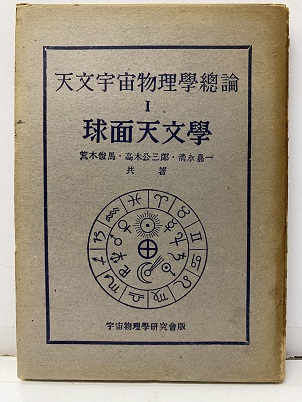 天文宇宙物理學總論
I
球面天文學
荒木俊馬・高木公三郎・清永嘉一
共著
宇宙物理學研究會版